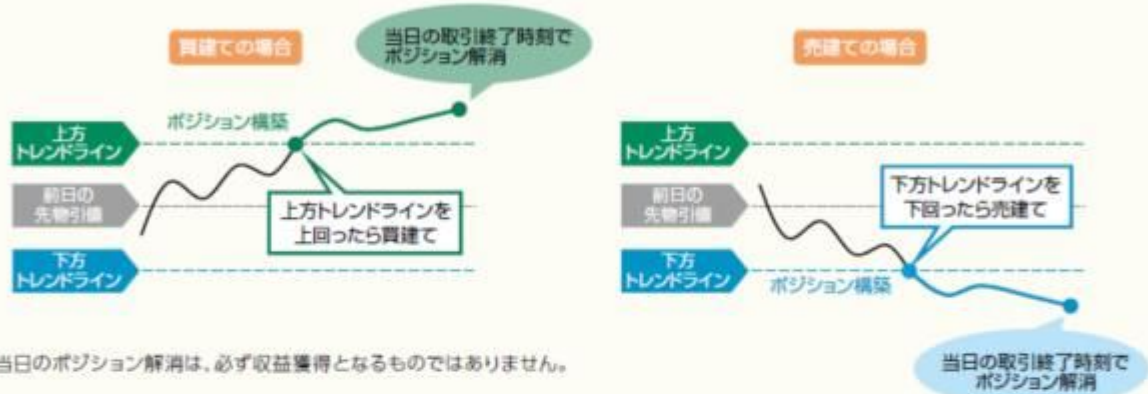 買建ての場合
当日の取引終了時刻で
ポジション解消
上方
トレンドライン
ポジション構築
前日の
先物引値
上方トレンドラインを
上回ったら買建て
下方
トレンドライン
売建ての場合
上方
トレンドライン
前日の
先物引値
下方トレンドラインを
下回ったら売建て
下方
トレンドライン
ポジション構築
当日の取引終了時刻で
ポジション解消
当日のポジション解消は、必ず収益獲得となるものではありません。